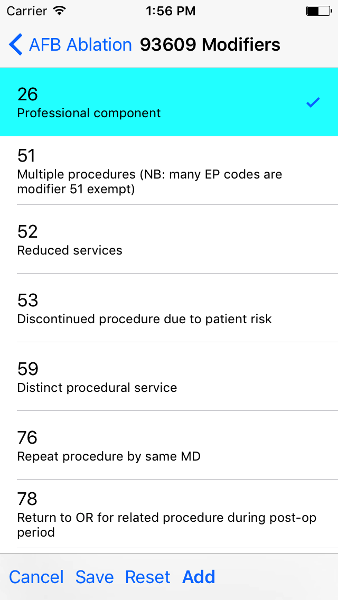 Carrier 1:56 PM
AFB Ablation 93609 Modifiers
26
Professional component
51
Multiple procedures (NB: many EP codes are
modifier 51 exempt)
52
Reduced services
53
Discontinued procedure due to patient risk
59
Distinct procedural service
76
Repeat procedure by same MD
78
Return to OR for related procedure during post-op
period
Cancel Save Reset Add